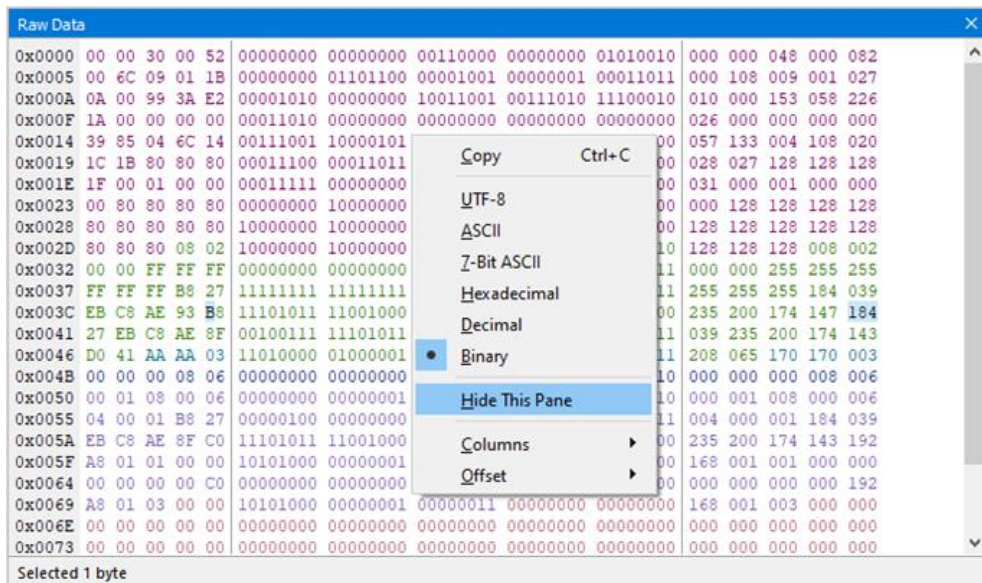 Raw Data
0x0000 00 00 30 00 52 00000000 00000000 00110000 00000000 01010010 000 000 048 000 082
0x0005 00 6C 09 01 1B 00000000 01101100 00001001 00000001 00011011 000 108 009 001 027
0x000A 0A 00 99 3A E2 00001010 00000000 10011001 00111010 11100010 010 000 153 058 226
0x000F 1A 00 00 00 00 00011010 00000000 00000000 00000000 00000000 026 000 000 000 000
0x0014 39 85 04 6C 14 00111001 10000101 00 057 133 004 108 020
0x0019 1C 1B 80 80 80 00011100 00011011 00 028 027 128 128 128
0x001E 1F 00 01 00 00 00011111 00000000 00 031 000 001 000 000
0x0023 00 80 80 80 80 00000000 10000000 00 000 128 128 128 128
0x0028 80 80 80 80 80 10000000 10000000 00 128 128 128 128 128
0x002D 80 80 80 08 02 10000000 10000000 10 128 128 128 008 002
0x0032 00 00 FF FF FF 00000000 00000000 11 000 000 255 255 255
0x0037 FF FF FF B8 27 11111111 11111111 11 255 255 255 184 039
0x003C EB C8 AE 93 B8 11101011 11001000 00 235 200 174 147 184
0x0041 27 EB C8 AE 8F 00100111 11101011 11 039 235 200 174 143
0x0046 D0 41 AA AA 03 11010000 01000001 11 208 065 170 170 003
0x004B 00 00 00 08 06 00000000 00000000 10 000 000 000 008 006
0x0050 00 01 08 00 06 00000000 00000001 10 000 001 008 000 006
0x0055 04 00 01 B8 27 00000100 00000000 11 004 000 001 184 039
0x005A EB C8 AE 8F C0 11101011 11001000 00 235 200 174 143 192
0x005F A8 01 01 00 00 10101000 00000001 00 168 001 001 000 000
0x0064 00 00 00 00 C0 00000000 00000000 00 000 000 000 000 192
0x0069 A8 01 03 00 00 10101000 00000001 00000011 00000000 00000000 168 001 003 000 000
0x006E 00 00 00 00 00 00000000 00000000 00000000 00000000 00000000 000 000 000 000 000
0x0073 00 00 00 00 00 00000000 00000000 00000000 00000000 00000000 000 000 000 000 000
Copy Ctrl+C
UTF-8
ASCII
7-Bit ASCII
Hexadecimal
Decimal
Binary
Hide This Pane
Columns
Offset
Selected 1 byte